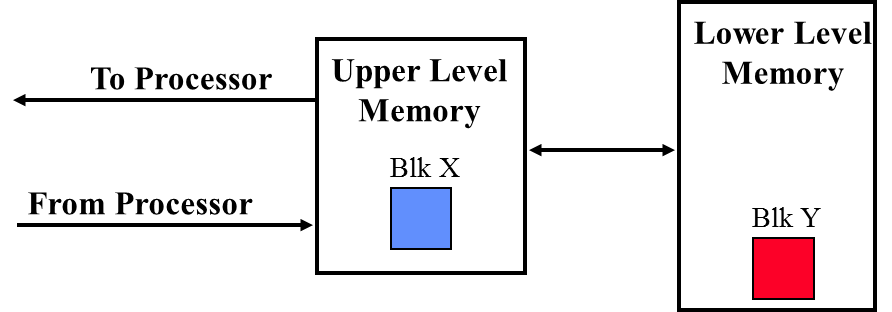 To Processor
From Processor
Upper Level
Memory
Blk X
Lower Level
Memory
Blk Y